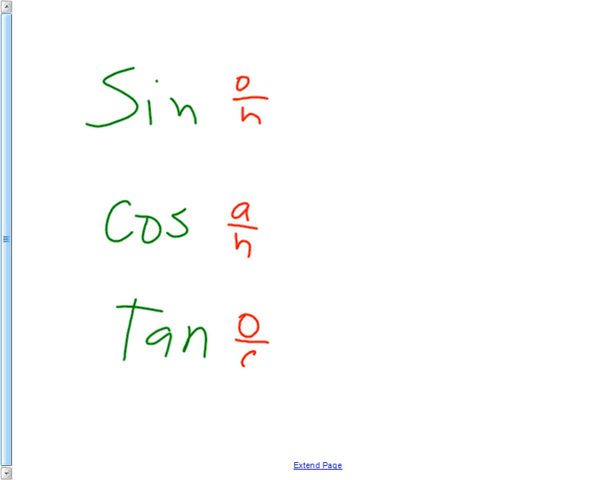 Sin o/h
Cos a/h
Tan o/
Extend Page